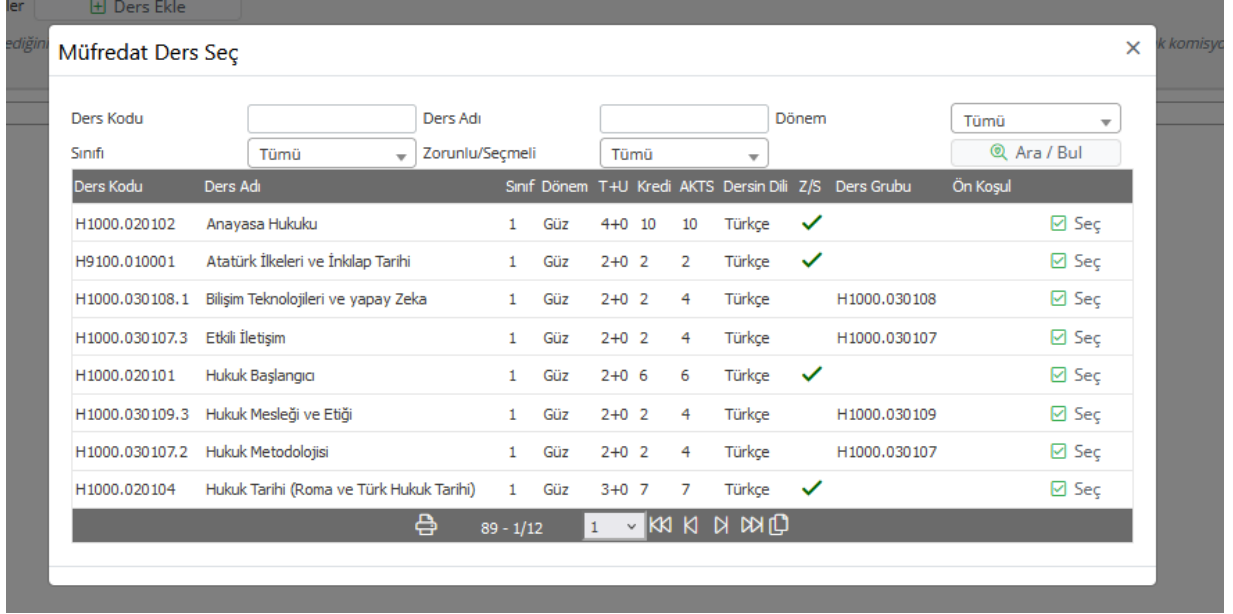 ler Ders Ekle
ediğini
k komisyo
Müfredat Ders Seç
Ders Kodu Ders Adı Dönem Tümü
Sınıfı Tümü Zorunlu/Seçmeli Tümü Ara / Bul
Ders Kodu Ders Adı Sınıf Dönem T+U Kredi AKTS Dersin Dili Z/S Ders Grubu Ön Koşul
H1000.020102 Anayasa Hukuku 1 Güz 4+0 10 10 Türkçe Seç
H9100.010001 Atatürk İlkeleri ve İnkılap Tarihi 1 Güz 2+0 2 2 Türkçe Seç
H1000.030108.1 Bilişim Teknolojileri ve yapay Zeka 1 Güz 2+0 2 4 Türkçe H1000.030108 Seç
H1000.030107.3 Etkili İletişim 1 Güz 2+0 2 4 Türkçe H1000.030107 Seç
H1000.020101 Hukuk Başlangıcı 1 Güz 2+0 6 6 Türkçe Seç
H1000.030109.3 Hukuk Mesleği ve Etiği 1 Güz 2+0 2 4 Türkçe H1000.030109 Seç
H1000.030107.2 Hukuk Metodolojisi 1 Güz 2+0 2 4 Türkçe H1000.030107 Seç
H1000.020104 Hukuk Tarihi (Roma ve Türk Hukuk Tarihi) 1 Güz 3+0 7 7 Türkçe Seç
89 - 1/12 1